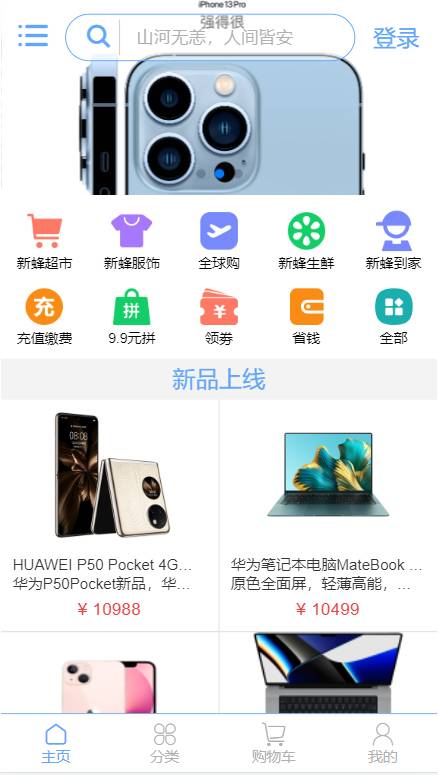 iPhone 13 Pro
强得很
山河无恙，人间皆安
登录
新蜂超市
新蜂服饰
全球购
新蜂生鲜
新蜂到家
充
拼
¥
充值缴费
9.9元拼
领劵
省钱
全部
新品上线
08:08
HUAWEI P50 Pocket 4G...
华为P50Pocket新品，华...
¥ 10988
华为笔记本电脑MateBook ...
原色全面屏，轻薄高能，...
¥ 10499
主页
分类
购物车
我的